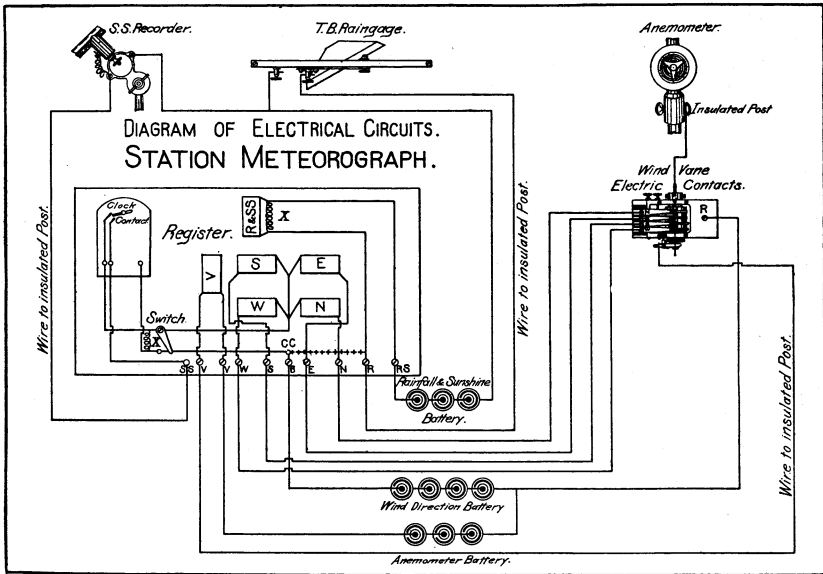 S.S. Recorder.
T.B. Raingage.
Anemometer.
Insulated Post
DIAGRAM OF ELECTRICAL CIRCUITS.
STATION METEOROGRAPH.
Wind Vane
Electric Contacts.
R
Clock
Contact
Register.
R&SS
X
V
S
E
W
N
Switch
X
CC
SS
V
V
W
S
B
E
N
R
RS
Rainfall & Sunshine
Battery.
Wind Direction Battery
Anemometer Battery.
Wire to insulated Post.
Wire to insulated Post.
Wire to insulated Post.